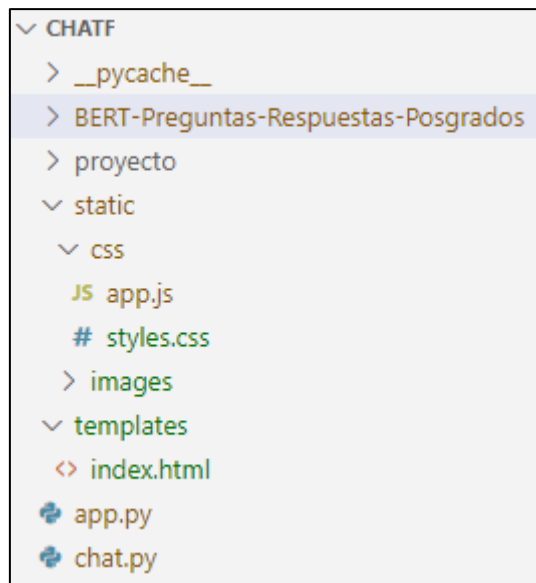 CHATF
__pycache__
BERT-Preguntas-Respuestas-Posgrados
proyecto
static
css
JS app.js
# styles.css
images
templates
<> index.html
app.py
chat.py